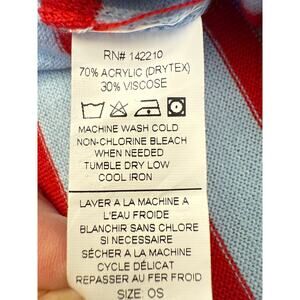 RN# 142210
70% ACRYLIC (DRYTEX)
30% VISCOSE
MACHINE WASH COLD
NON-CHLORINE BLEACH
WHEN NEEDED
TUMBLE DRY LOW
COOL IRON
LAVER A LA MACHINE A
L'EAU FROIDE
BLANCHIR SANS CHLORE
SI NÉCESSAIRE
SÉCHER A LA MACHINE
CYCLE DÉLICAT
REPASSER AU FER FROID
SIZE: OS